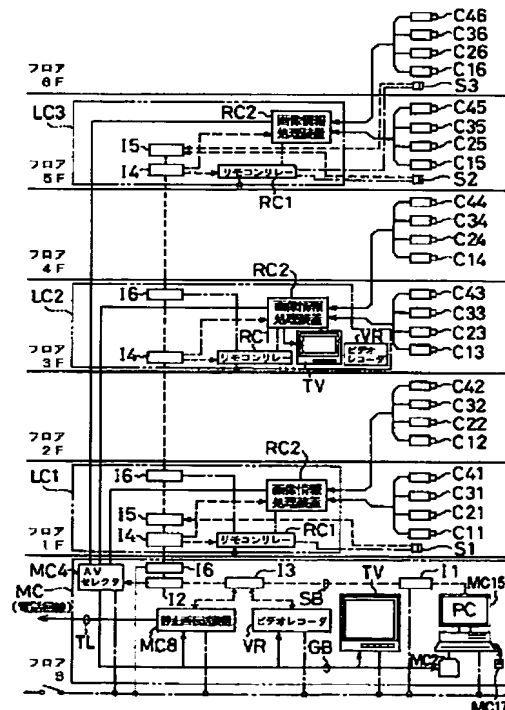 フロア
6F
C46
C36
C26
C16
S3
LC3
RC2
画像情報
処理装置
I5
I4
リモコンリレー
RC1
C45
C35
C25
C15
S2
フロア
5F
C44
C34
C24
C14
フロア
4F
RC2
LC2
I6
画像情報
処理装置
VR
C43
C33
C23
C13
RC1
I4
リモコンリレー
ビデオ
レコーダ
TV
フロア
3F
C42
C32
C22
C12
フロア
2F
RC2
LC1
I6
画像情報
処理装置
I5
I4
リモコンリレー
RC1
C41
C31
C21
C11
S1
フロア
1F
MC4
AV
セレクタ
MC
(電話回線)
I6
I2
I3
SB
TV
I1
MC15
PC
TL
静止画伝送装置
MC8
ビデオレコーダ
VR
GB
MC2
MC17
フロア
B